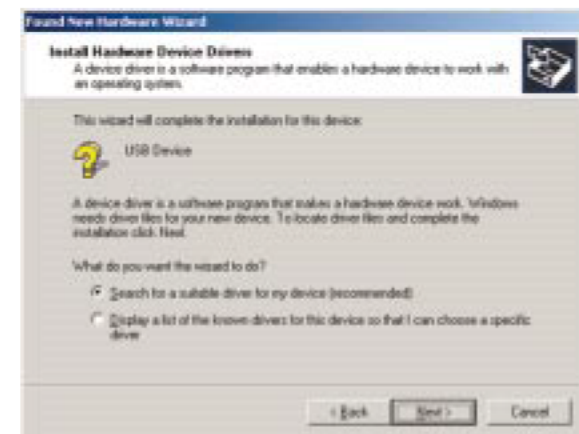 Found New Hardware Wizard
Install Hardware Device Drivers
A device driver is a software program that enables a hardware device to work with
an operating system.
This wizard will complete the installation for this device:
USB Device
A device driver is a software program that makes a hardware device work. Windows
needs driver files for your new device. To locate driver files and complete the
installation click Next.
What do you want the wizard to do?
Search for a suitable driver for my device (recommended)
Display a list of the known drivers for this device so that I can choose a specific
driver
< Back
Next >
Cancel